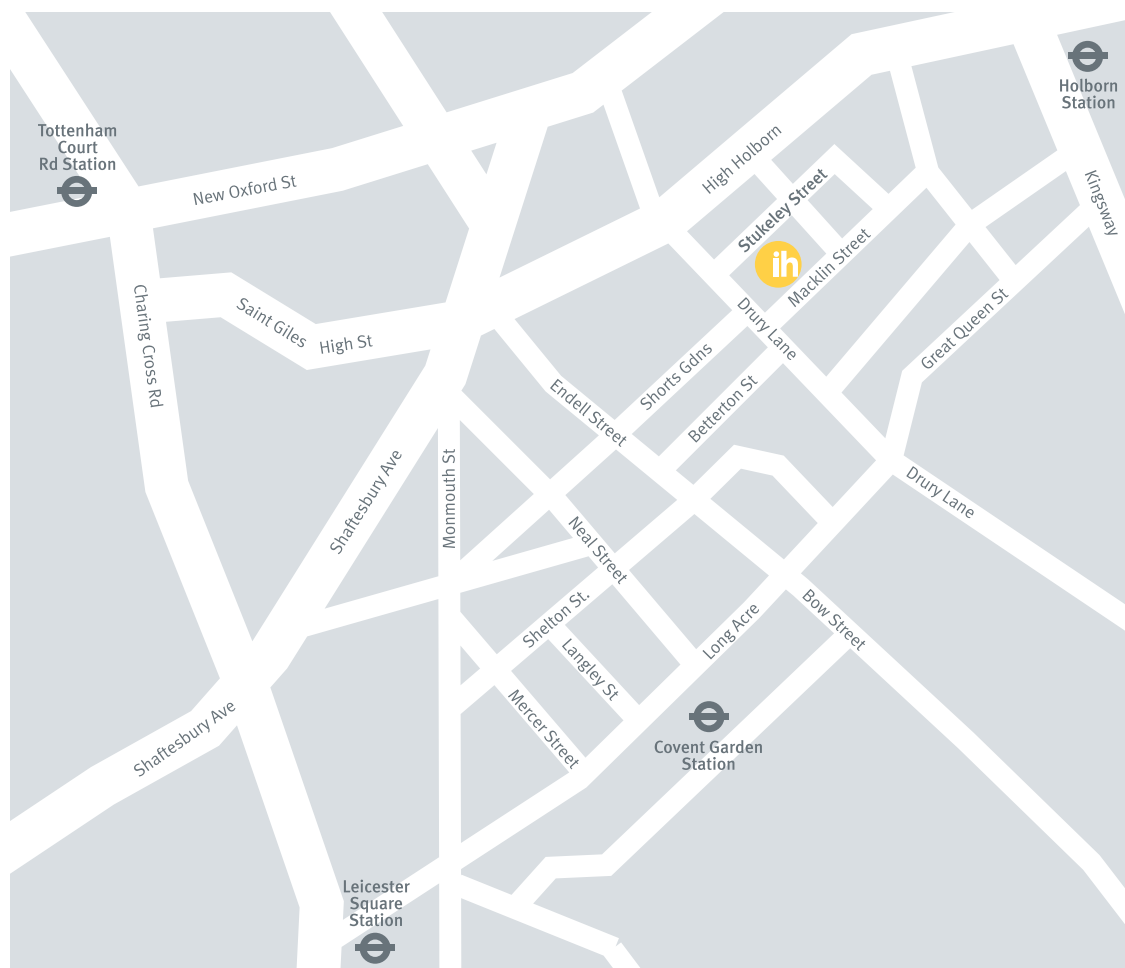 Holborn
Station
Tottenham
Court
Rd Station
High Holborn
New Oxford St
Stukeley Street
Kingsway
ih
Macklin Street
Charing Cross Rd
Saint Giles
High St
Drury Lane
Great Queen St
Shorts Gdns
Betterton St
Endell Street
Shaftesbury Ave
Monmouth St
Drury Lane
Neal Street
Shelton St.
Long Acre
Bow Street
Langley St
Mercer Street
Shaftesbury Ave
Covent Garden
Station
Leicester
Square
Station